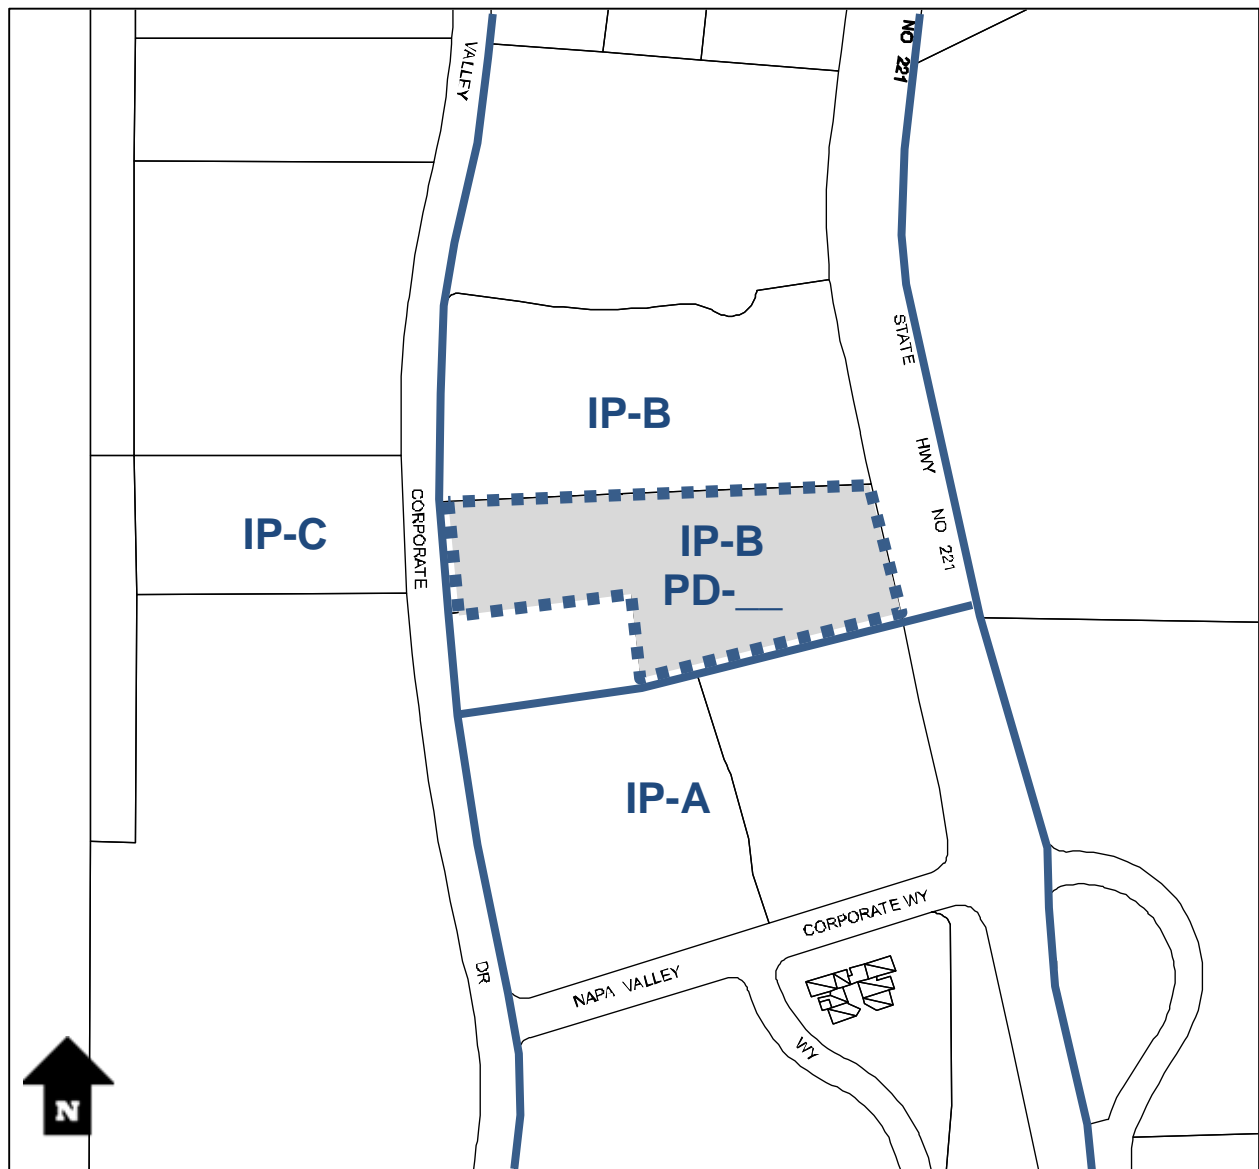 VALLEY
NO 221
STATE
IP-B
HWY
CORPORATE
NO 221
IP-C
IP-B
PD-__
IP-A
CORPORATE WY
DR
NAPA VALLEY
WY
N